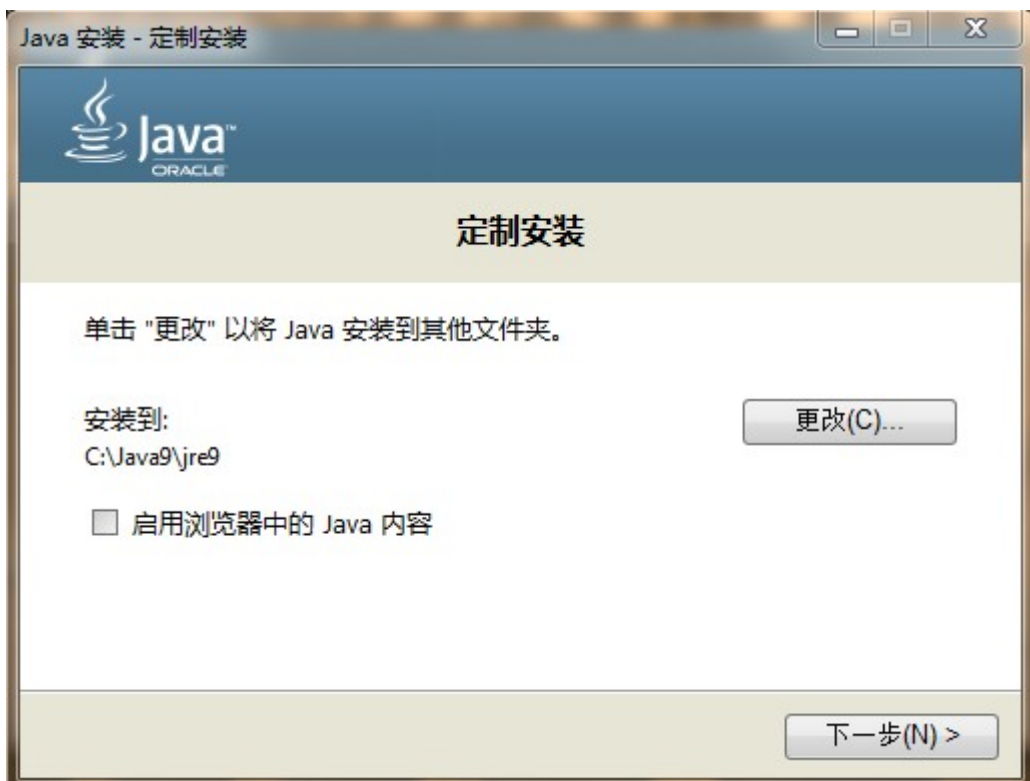 Java 安装 - 定制安装
Java™
ORACLE
定制安装
单击 "更改" 以将 Java 安装到其他文件夹。
安装到:
更改(C)...
C:\Java9\jre9
启用浏览器中的 Java 内容
下一步(N) >